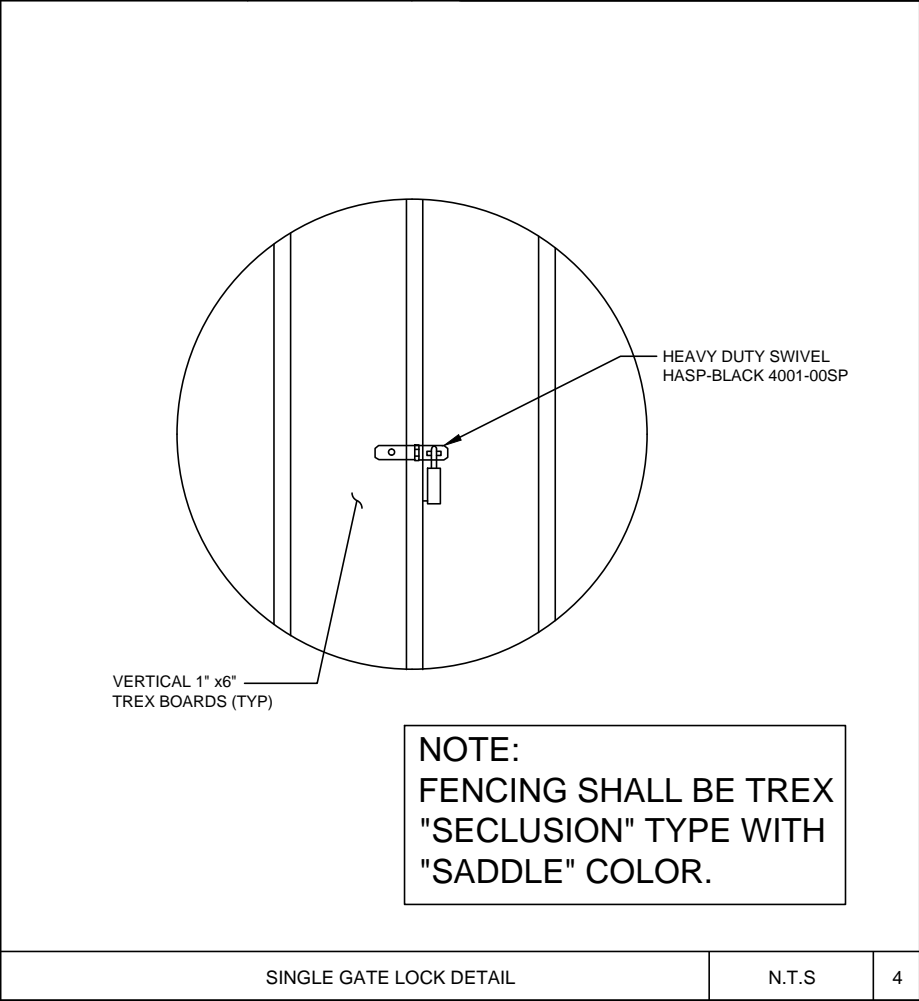 HEAVY DUTY SWIVEL
HASP-BLACK 4001-00SP
VERTICAL 1" x6"
TREX BOARDS (TYP)
NOTE:
FENCING SHALL BE TREX
"SECLUSION" TYPE WITH
"SADDLE" COLOR.
SINGLE GATE LOCK DETAIL
N.T.S
4